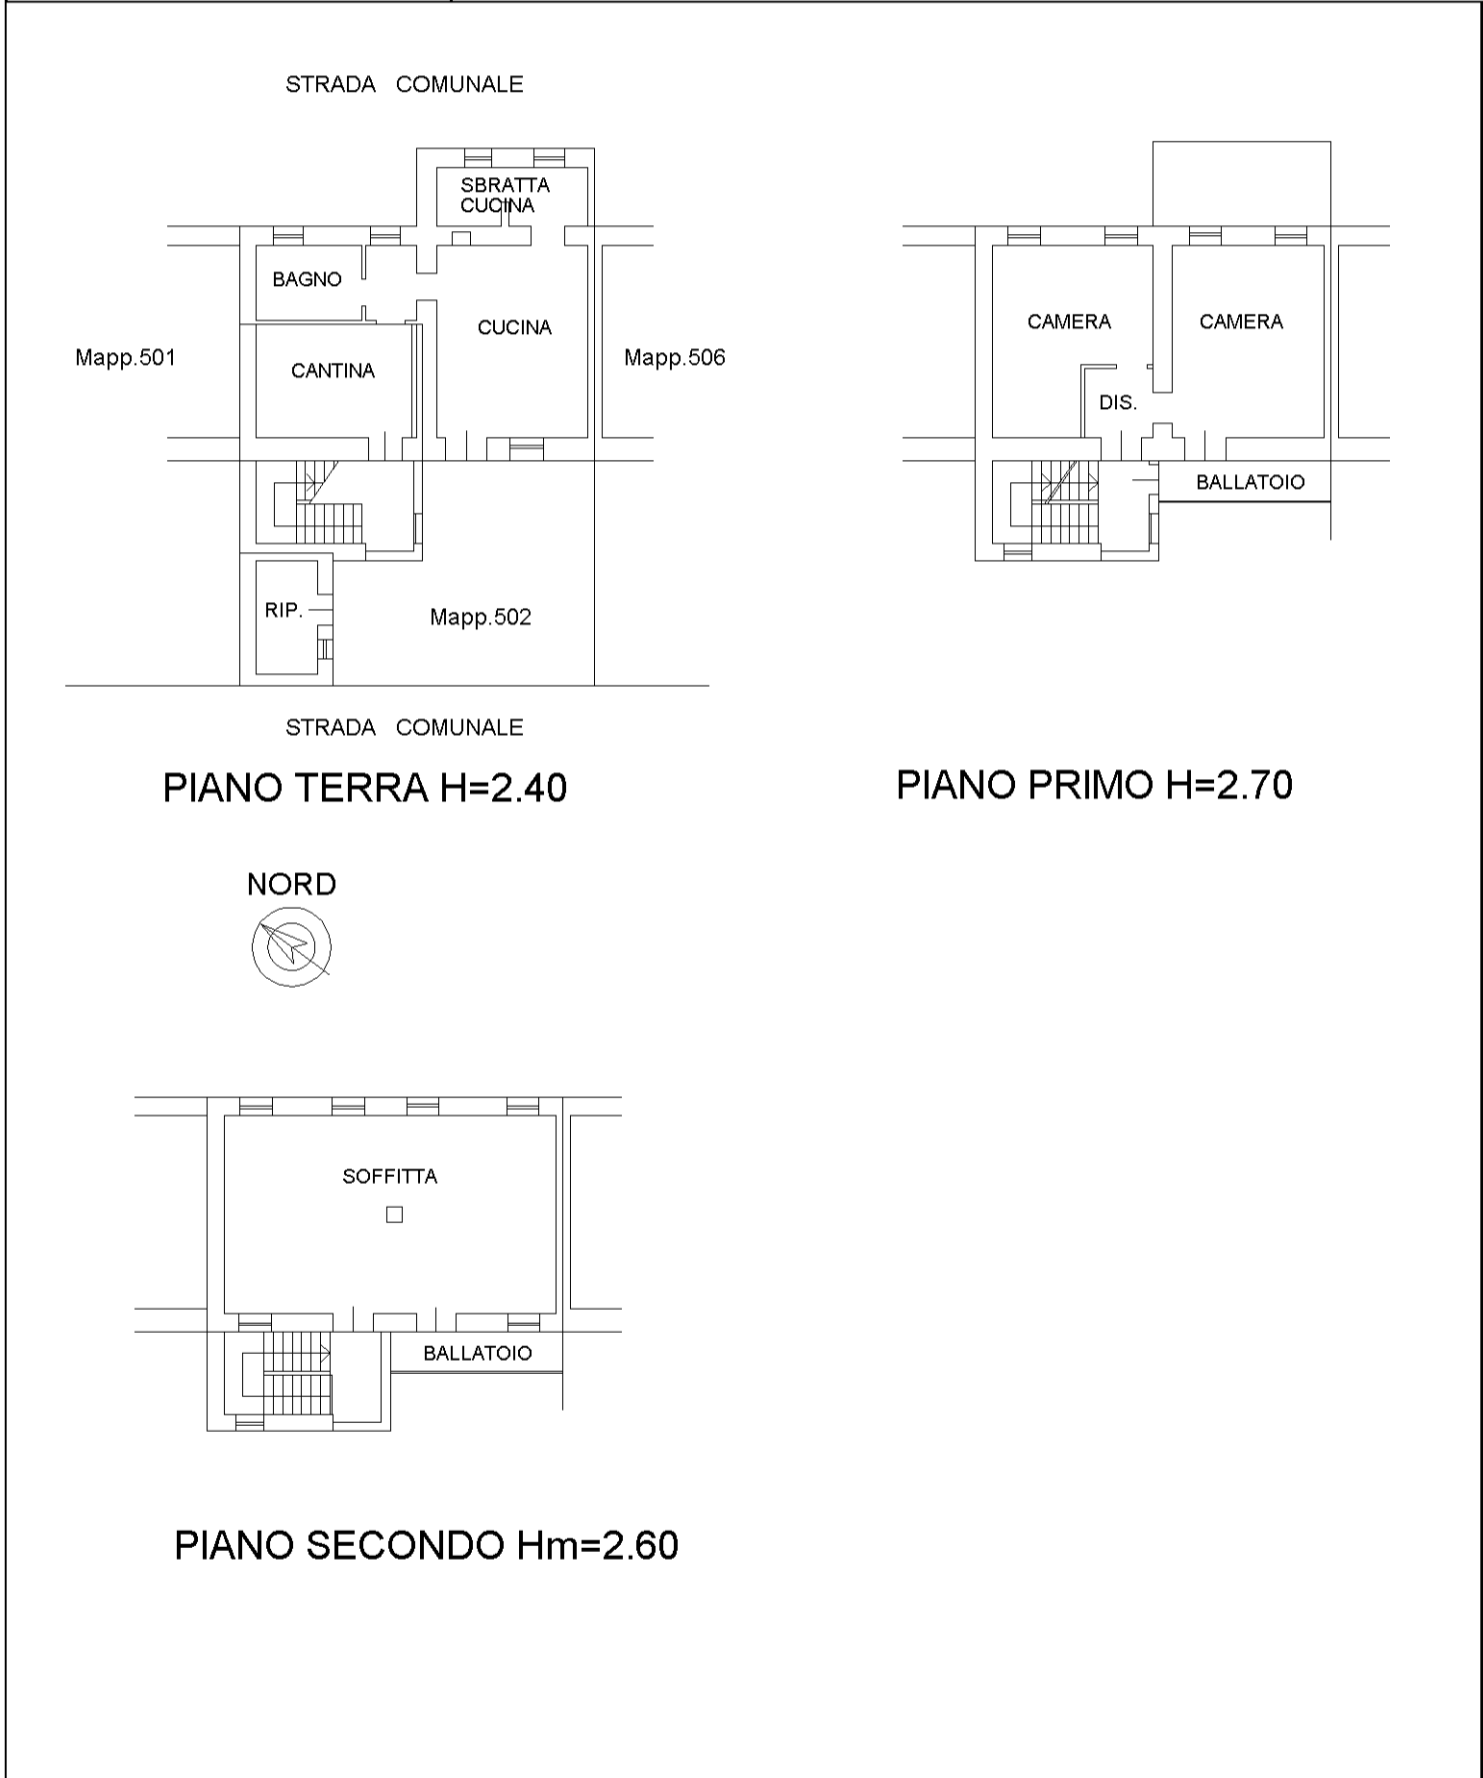 STRADA COMUNALE
SBRATTA
CUCINA
BAGNO
CUCINA
CANTINA
Mapp.501
Mapp.506
RIP.
Mapp.502
STRADA COMUNALE
PIANO TERRA H=2.40
CAMERA
CAMERA
DIS.
BALLATOIO
PIANO PRIMO H=2.70
NORD
SOFFITTA
BALLATOIO
PIANO SECONDO Hm=2.60